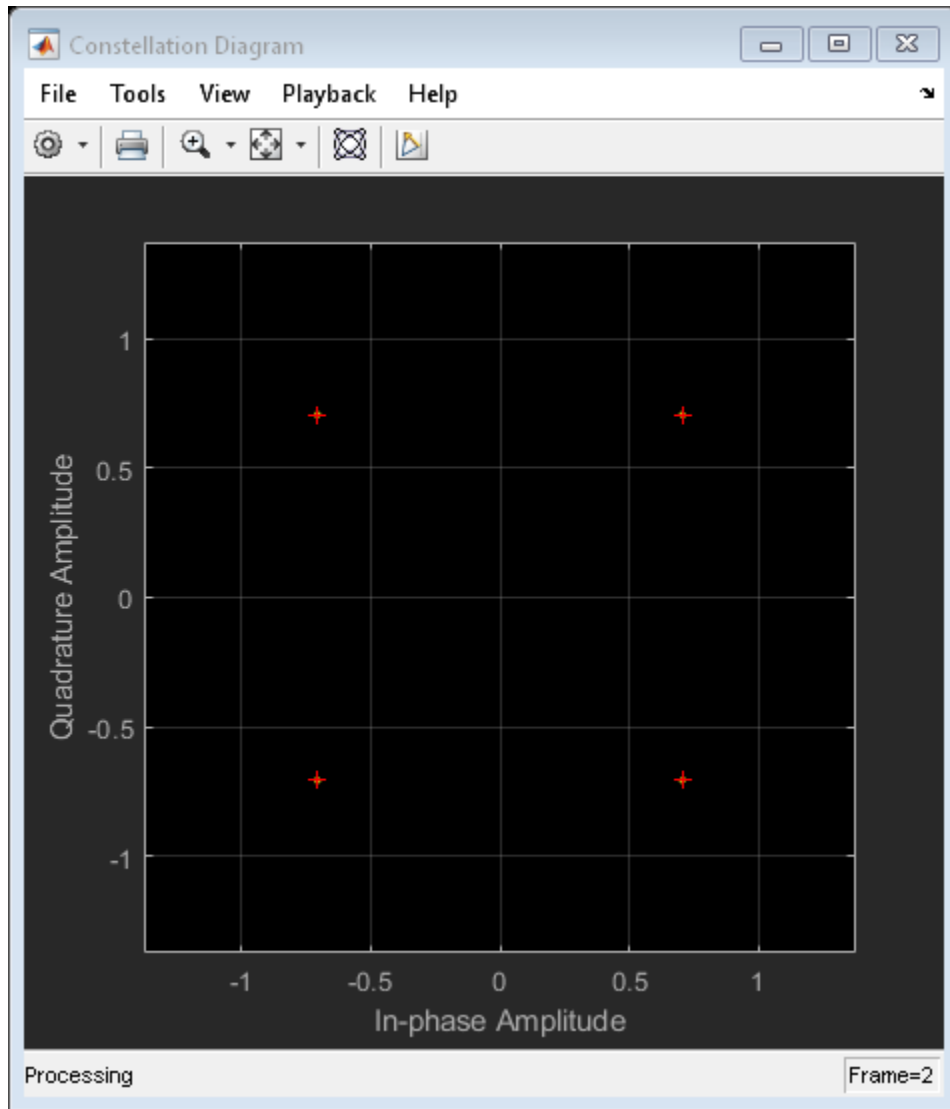 Constellation Diagram
File Tools View Playback Help
1
0.5
0
-0.5
-1
Quadrature Amplitude
-1 -0.5 0 0.5 1
In-phase Amplitude
Processing Frame=2